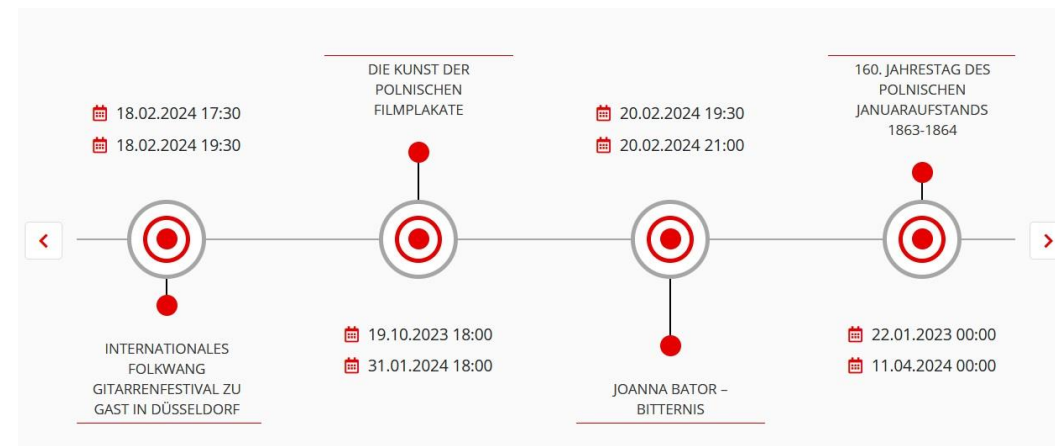 18.02.2024 17:30
18.02.2024 19:30
INTERNATIONALES
FOLKWANG
GITARRENFESTIVAL ZU
GAST IN DÜSSELDORF
DIE KUNST DER
POLNISCHEN
FILMPLAKATE
19.10.2023 18:00
31.01.2024 18:00
20.02.2024 19:30
20.02.2024 21:00
JOANNA BATOR –
BITTERNIS
160. JAHRESTAG DES
POLNISCHEN
JANUARAUFSTANDS
1863-1864
22.01.2023 00:00
11.04.2024 00:00